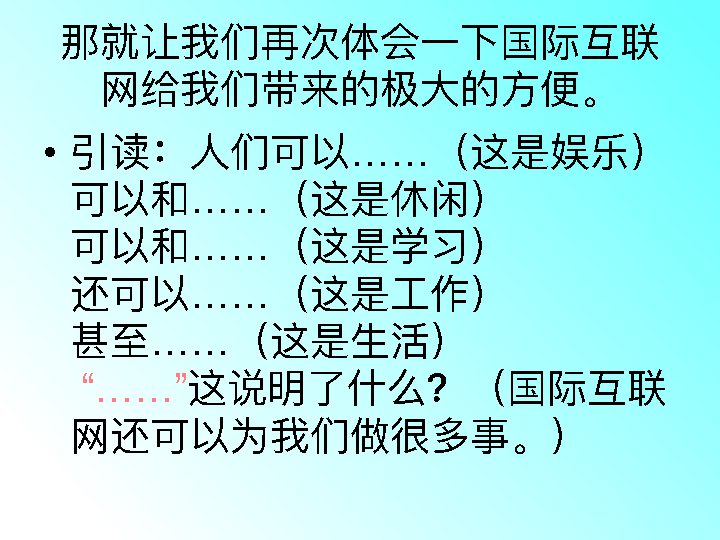 那就让我们再次体会一下国际互联
网给我们带来的极大的方便。
• 引读：人们可以……（这是娱乐）
可以和……（这是休闲）
可以和……（这是学习）
还可以……（这是工作）
甚至……（这是生活）
“……”这说明了什么？（国际互联
网还可以为我们做很多事。）